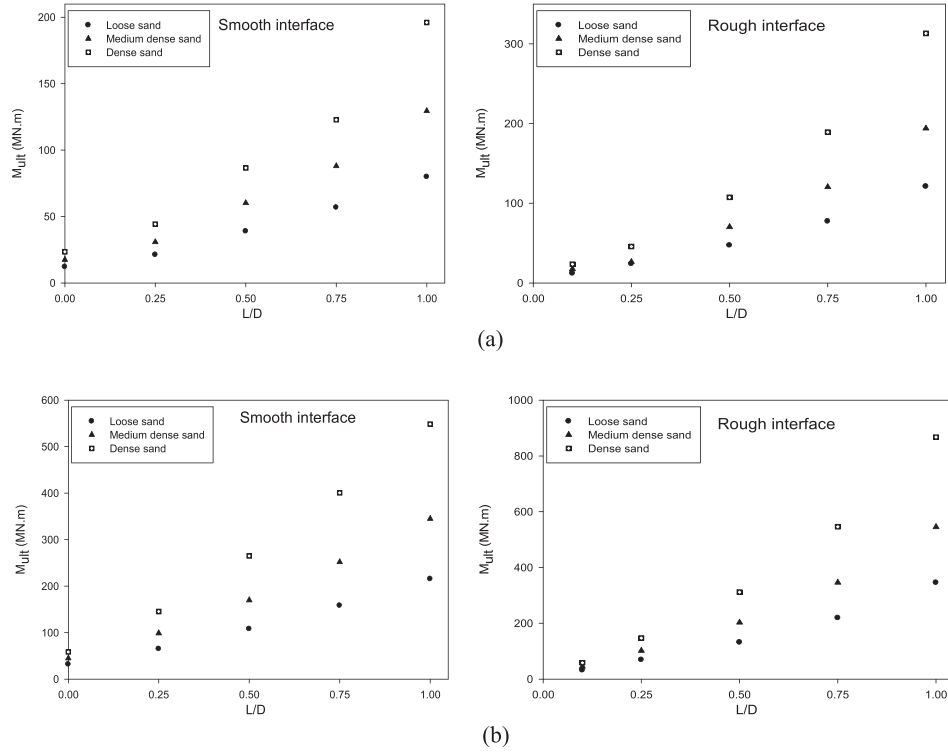 Smooth interface
Loose sand
Medium dense sand
Dense sand
200
150
100
50
0
M_ult (MN.m)
0.00 0.25 0.50 0.75 1.00
L/D
Rough interface
Loose sand
Medium dense sand
Dense sand
300
200
100
0
M_ult (MN.m)
0.00 0.25 0.50 0.75 1.00
L/D
(a)
Smooth interface
Loose sand
Medium dense sand
Dense sand
600
500
400
300
200
100
0
M_ult (MN.m)
0.00 0.25 0.50 0.75 1.00
L/D
Rough interface
Loose sand
Medium dense sand
Dense sand
1000
800
600
400
200
0
M_ult (MN.m)
0.00 0.25 0.50 0.75 1.00
L/D
(b)